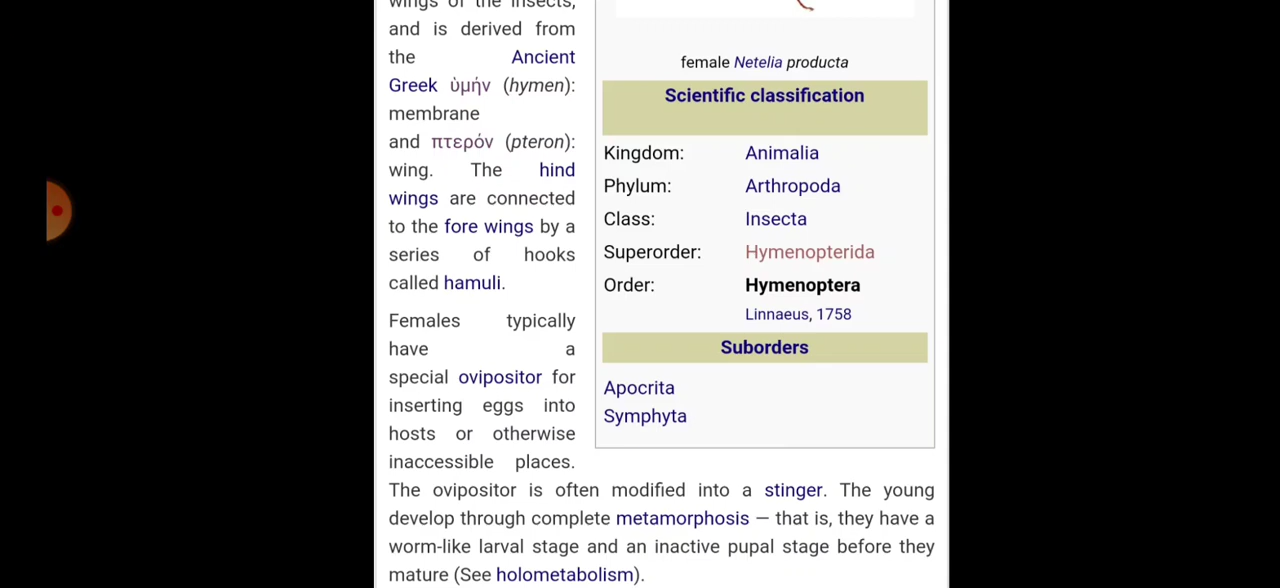 wings of the insects,
and is derived from
the Ancient
Greek ὑμήν (hymen):
membrane
and πτερόν (pteron):
wing. The hind
wings are connected
to the fore wings by a
series of hooks
called hamuli.
Females typically
have a
special ovipositor for
inserting eggs into
hosts or otherwise
inaccessible places.
The ovipositor is often modified into a stinger. The young
develop through complete metamorphosis — that is, they have a
worm-like larval stage and an inactive pupal stage before they
mature (See holometabolism).
female Netelia producta
Scientific classification
Kingdom: Animalia
Phylum: Arthropoda
Class: Insecta
Superorder: Hymenopterida
Order: Hymenoptera
Linnaeus, 1758
Suborders
Apocrita
Symphyta